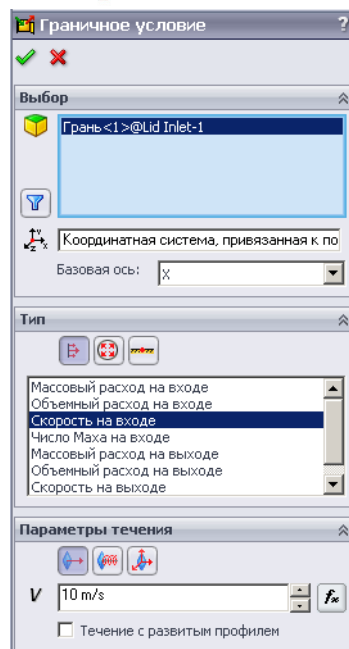 Граничное условие ?
Выбор
Грань<1>@Lid Inlet-1
Координатная система, привязанная к по
Базовая ось: X
Тип
Массовый расход на входе
Объемный расход на входе
Скорость на входе
Число Маха на входе
Массовый расход на выходе
Объемный расход на выходе
Скорость на выходе
Параметры течения
V 10 m/s fx
Течение с развитым профилем